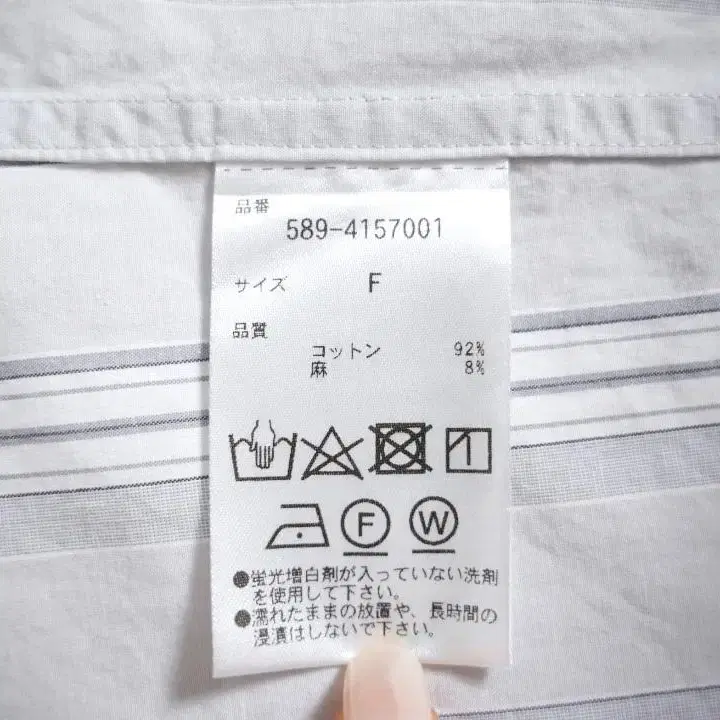 品番
589-4157001
サイズ F
品質
コットン 92%
麻 8%
F W
●蛍光増白剤が入っていない洗剤
を使用して下さい。
●濡れたままの放置や、長時間の
浸漬はしないで下さい。